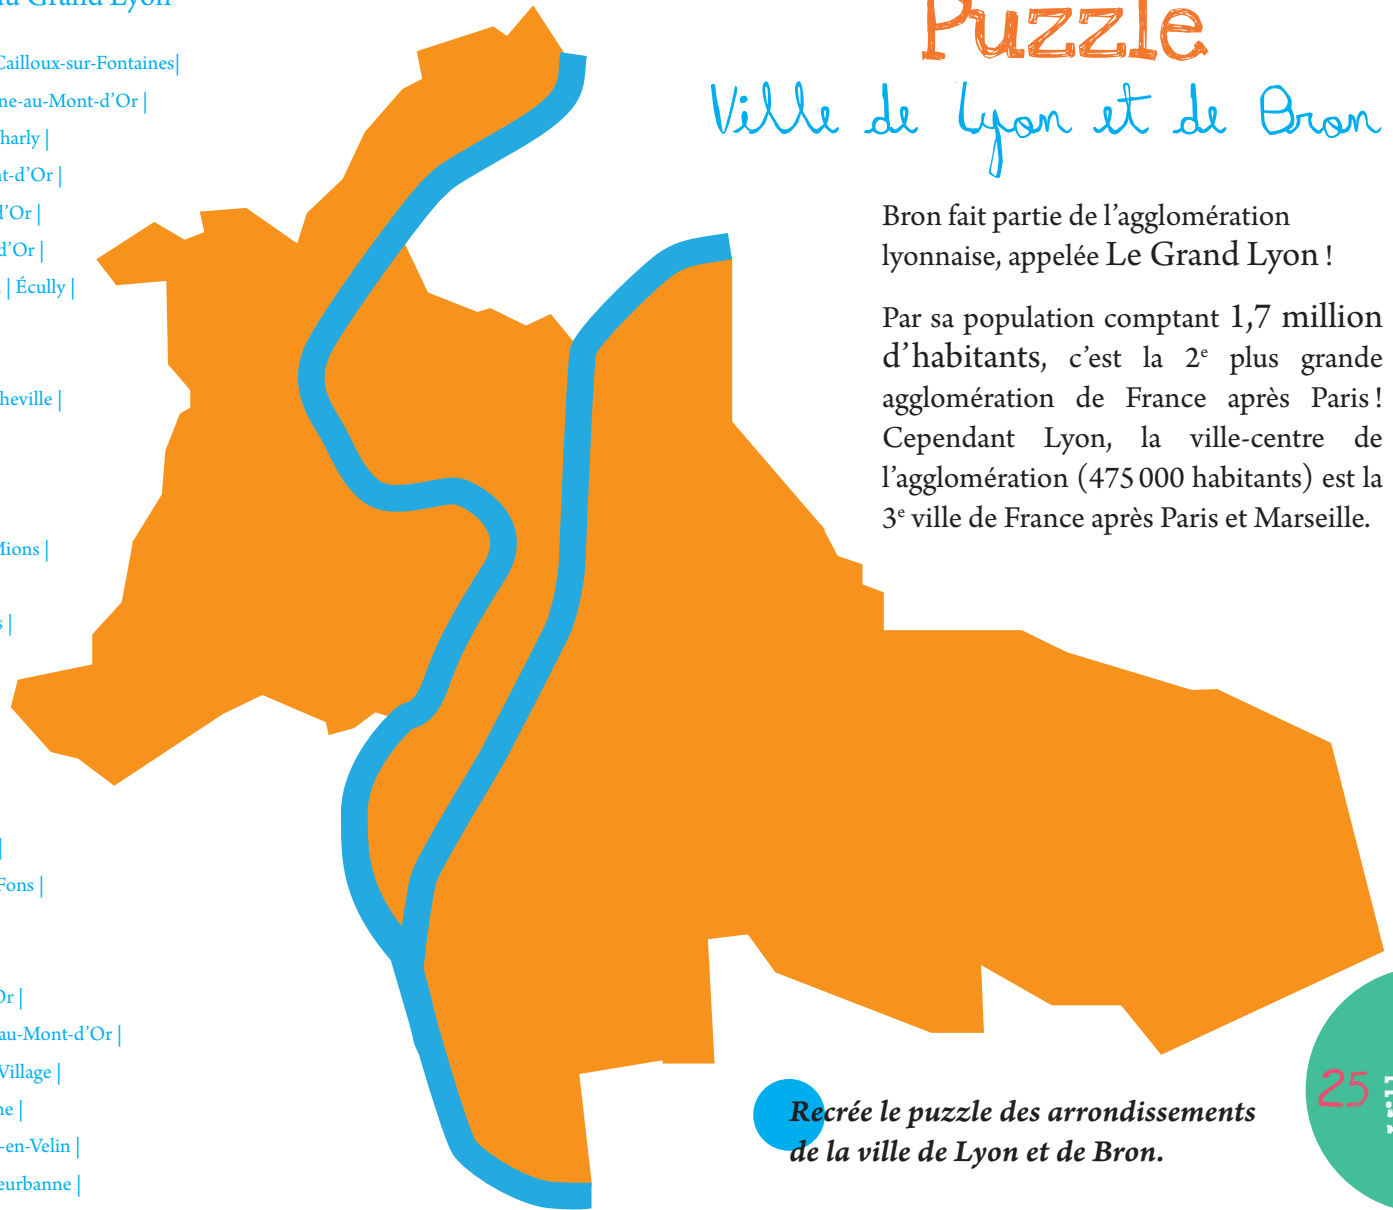 du Grand Lyon
Cailloux-sur-Fontaines|
ne-au-Mont-d’Or |
harly |
t-d’Or |
d’Or |
d’Or |
| Écully |
heville |
Mions |
s |
|
Fons |
Or |
au-Mont-d’Or |
Village |
ne |
-en-Velin |
eurbanne |
Puzzle
Ville de Lyon et de Bron
Bron fait partie de l’agglomération
lyonnaise, appelée Le Grand Lyon !
Par sa population comptant 1,7 million
d’habitants, c’est la 2e plus grande
agglomération de France après Paris !
Cependant Lyon, la ville-centre de
l’agglomération (475 000 habitants) est la
3e ville de France après Paris et Marseille.
Recrée le puzzle des arrondissements
de la ville de Lyon et de Bron.
25